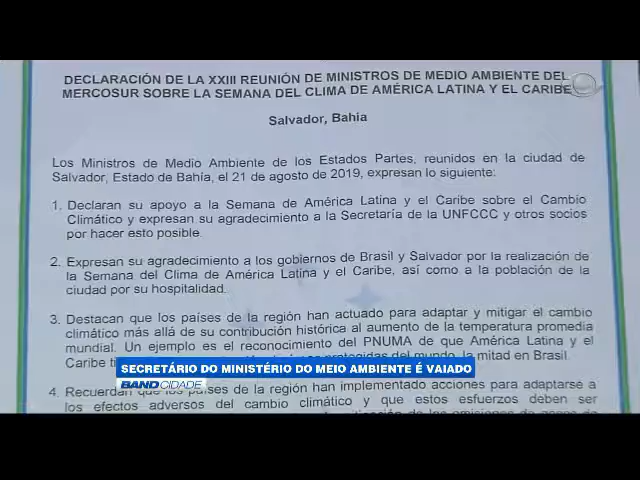 DECLARACIÓN DE LA XXIII REUNIÓN DE MINISTROS DE MEDIO AMBIENTE DEL
MERCOSUR SOBRE LA SEMANA DEL CLIMA DE AMÉRICA LATINA Y EL CARIBE
Salvador, Bahia
Los Ministros de Medio Ambiente de los Estados Partes, reunidos en la ciudad de
Salvador, Estado de Bahía, el 21 de agosto de 2019, expresan lo siguiente:
1. Declaran su apoyo a la Semana de América Latina y el Caribe sobre el Cambio
Climático y expresan su agradecimiento a la Secretaría de la UNFCCC y otros socios
por hacer esto posible.
2. Expresan su agradecimiento a los gobiernos de Brasil y Salvador por la realización de
la Semana del Clima de América Latina y el Caribe, así como a la población de la
ciudad por su hospitalidad.
3. Destacan que los países de la región han actuado para adaptar y mitigar el cambio
climático más allá de su contribución histórica al aumento de la temperatura promedia
mundial. Un ejemplo es el reconocimiento del PNUMA de que América Latina y el
Caribe protegidas del mundo, la mitad en Brasil.
SECRETÁRIO DO MINISTÉRIO DO MEIO AMBIENTE É VAIADO
BAND CIDADE
4. Recuerdan que los países de la región han implementado acciones para adaptarse a
los efectos adversos del cambio climático y que estos esfuerzos deben ser